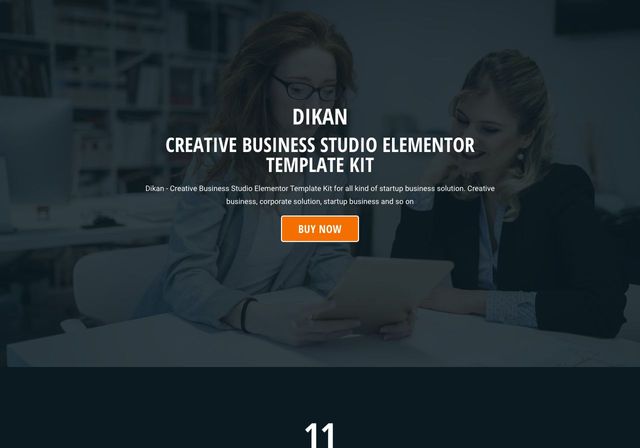 DIKAN
CREATIVE BUSINESS STUDIO ELEMENTOR
TEMPLATE KIT
Dikan - Creative Business Studio Elementor Template Kit for all kind of startup business solution. Creative
business, corporate solution, startup business and so on
BUY NOW
11